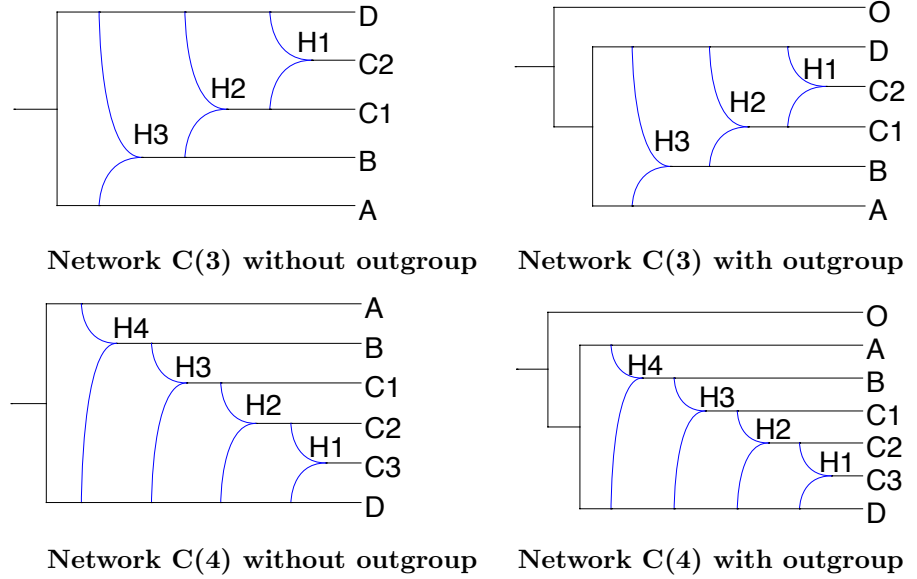 D
H1
C2
H2
C1
H3
B
A
Network C(3) without outgroup
O
D
H1
C2
H2
C1
H3
B
A
Network C(3) with outgroup
A
H4
B
H3
C1
H2
C2
H1
C3
D
Network C(4) without outgroup
O
A
H4
B
H3
C1
H2
C2
H1
C3
D
Network C(4) with outgroup